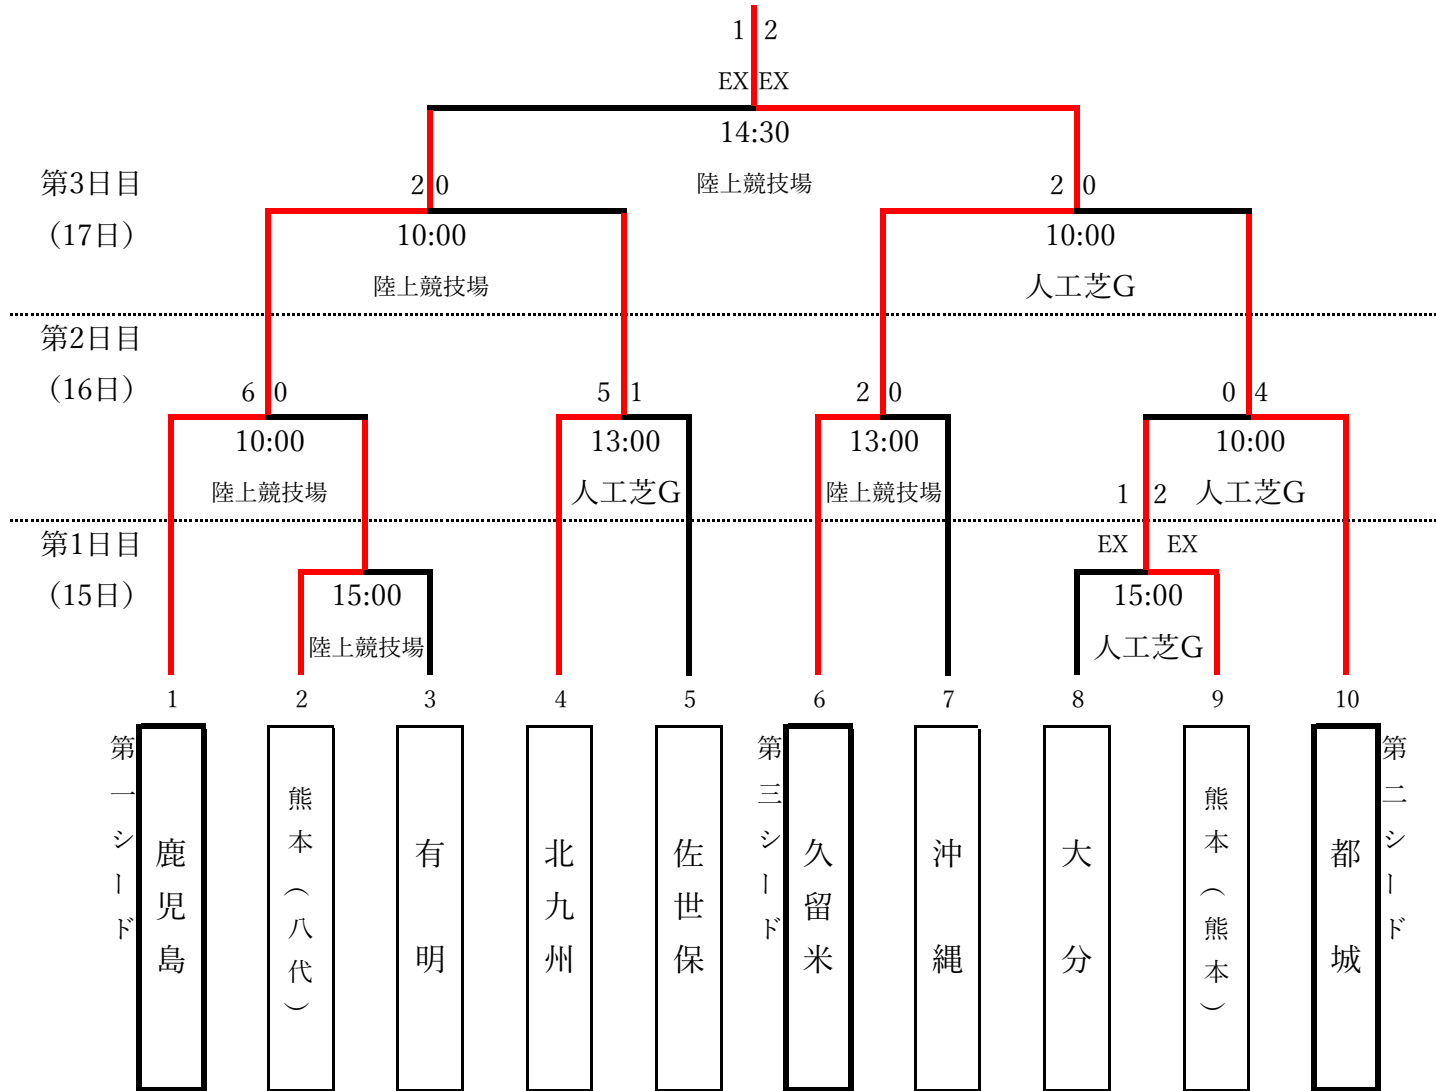 1 2
EX EX
14:30
第3日目 2 0 陸上競技場 2 0
(17日) 10:00 10:00
陸上競技場 人工芝G
第2日目
(16日) 6 0 5 1 2 0 0 4
10:00 13:00 13:00 10:00
陸上競技場 人工芝G 陸上競技場 1 2 人工芝G
第1日目 EX EX
(15日) 15:00 15:00
陸上競技場 人工芝G
1 2 3 4 5 6 7 8 9 10
第一シード
鹿児島
熊本(八代)
有明
北九州
佐世保
第三シード
久留米
沖縄
大分
熊本(熊本)
都城
第二シード